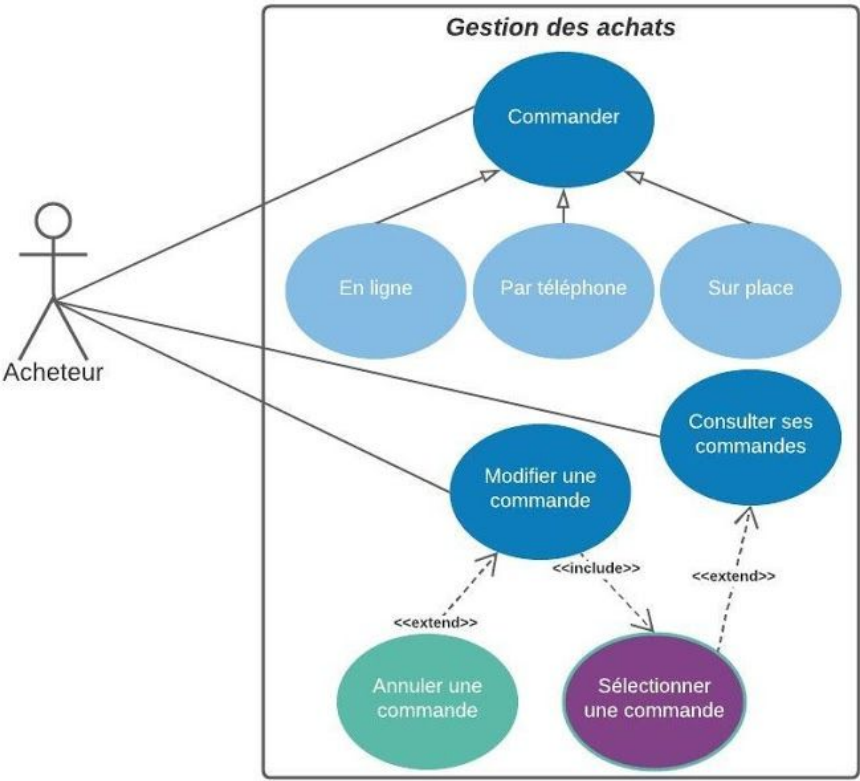 Gestion des achats
Commander
En ligne
Par téléphone
Sur place
Acheteur
Consulter ses
commandes
Modifier une
commande
<<include>>
<<extend>>
<<extend>>
Annuler une
commande
Sélectionner
une commande